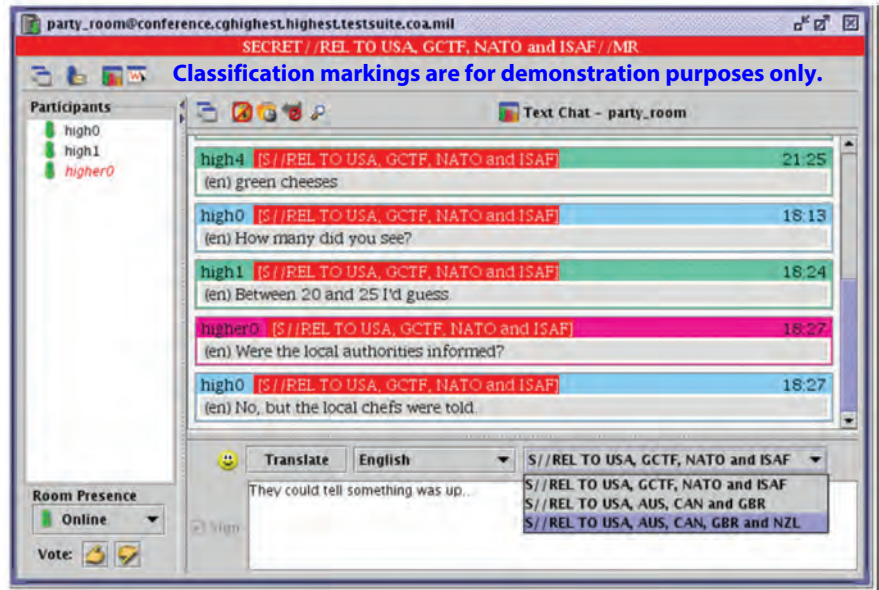 party_room@conference.cghighest.highest.testsuite.coa.mil
SECRET//REL TO USA, GCTF, NATO and ISAF//MR
Classification markings are for demonstration purposes only.
Participants
high0
high1
higher0
Text Chat - party_room
high4 [S//REL TO USA, GCTF, NATO and ISAF] 21:25
(en) green cheeses
high0 [S//REL TO USA, GCTF, NATO and ISAF] 18:13
(en) How many did you see?
high1 [S//REL TO USA, GCTF, NATO and ISAF] 18:24
(en) Between 20 and 25 I'd guess.
higher0 [S//REL TO USA, GCTF, NATO and ISAF] 18:27
(en) Were the local authorities informed?
high0 [S//REL TO USA, GCTF, NATO and ISAF] 18:27
(en) No, but the local chefs were told.
Translate English S//REL TO USA, GCTF, NATO and ISAF
S//REL TO USA, GCTF, NATO and ISAF
S//REL TO USA, AUS, CAN and GBR
S//REL TO USA, AUS, CAN, GBR and NZL
They could tell something was up...
Sign
Room Presence
Online
Vote: